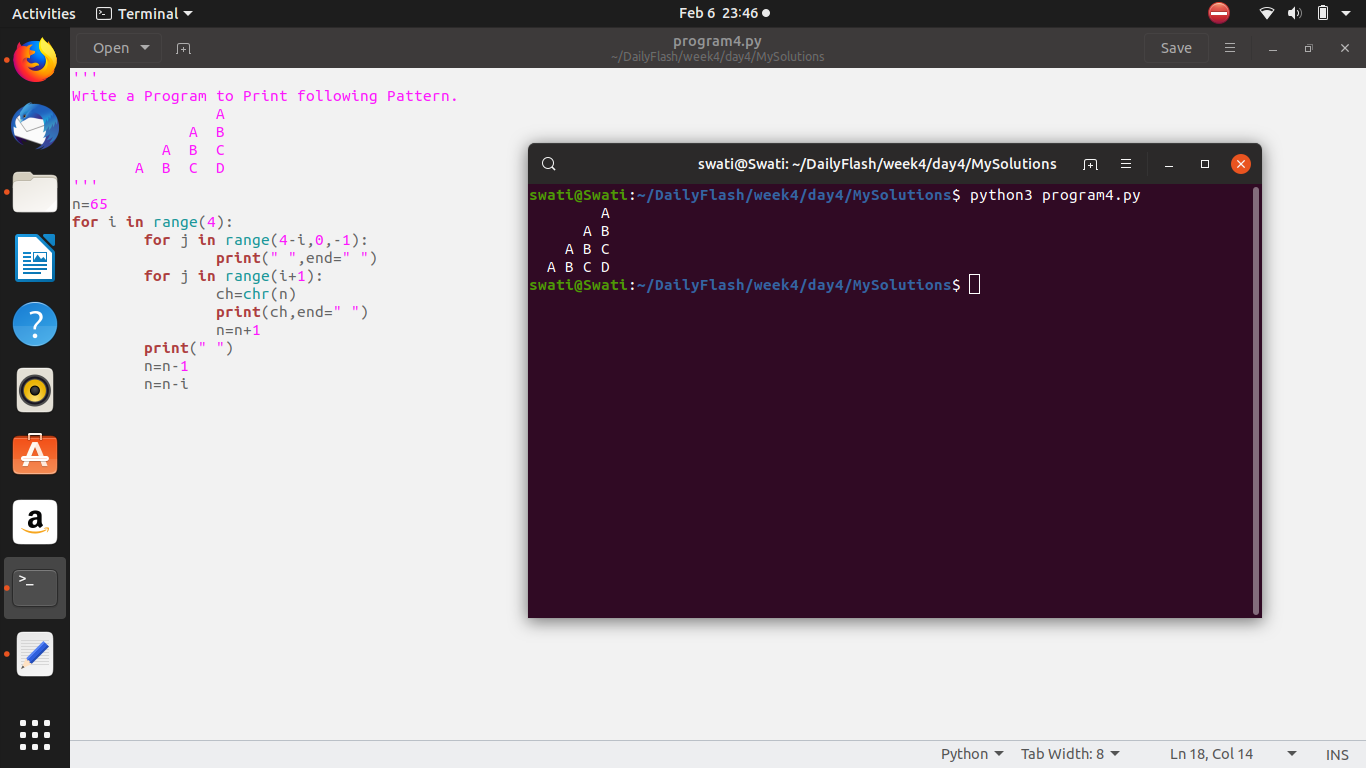 Activities Terminal Feb 6 23:46
Open program4.py Save
~/DailyFlash/week4/day4/MySolutions
'''
Write a Program to Print following Pattern.
A
A B
A B C
A B C D
'''
n=65
for i in range(4):
for j in range(4-i,0,-1):
print(" ",end=" ")
for j in range(i+1):
ch=chr(n)
print(ch,end=" ")
n=n+1
print(" ")
n=n-1
n=n-i
swati@Swati: ~/DailyFlash/week4/day4/MySolutions
swati@Swati:~/DailyFlash/week4/day4/MySolutions$ python3 program4.py
A
A B
A B C
A B C D
swati@Swati:~/DailyFlash/week4/day4/MySolutions$
?
A
a
>_
Python Tab Width: 8 Ln 18, Col 14 INS